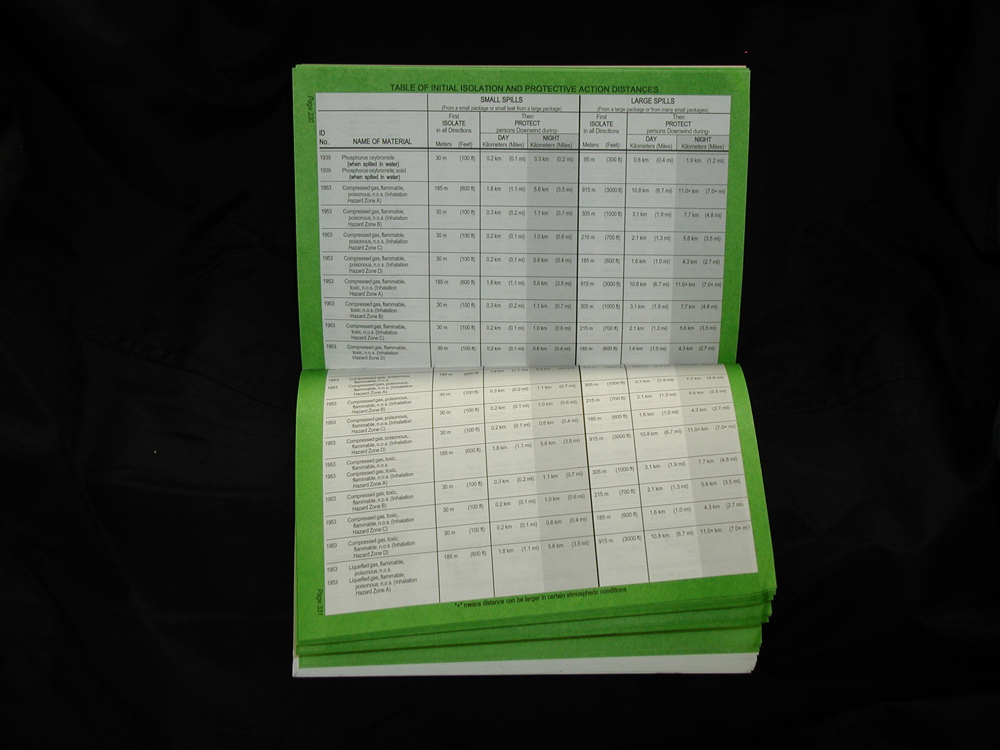 TABLE OF INITIAL ISOLATION AND PROTECTIVE ACTION DISTANCES
Page 330
SMALL SPILLS LARGE SPILLS
(From a small package or small leak from a large package) (From a large package or from many small packages)
First Then First Then
ISOLATE PROTECT ISOLATE PROTECT
in all Directions persons Downwind during- in all Directions persons Downwind during-
ID DAY NIGHT DAY NIGHT
No. NAME OF MATERIAL Meters (Feet) Kilometers (Miles) Kilometers (Miles) Meters (Feet) Kilometers (Miles) Kilometers (Miles)
1939 Phosphorus oxybromide 30 m (100 ft) 0.2 km (0.1 mi) 0.3 km (0.2 mi) 95 m (300 ft) 0.6 km (0.4 mi) 1.9 km (1.2 mi)
(when spilled in water)
1939 Phosphorus oxybromide, solid
(when spilled in water)
1953 Compressed gas, flammable, 185 m (600 ft) 1.8 km (1.1 mi) 5.6 km (3.5 mi) 915 m (3000 ft) 10.8 km (6.7 mi) 11.0+ km (7.0+ mi)
poisonous, n.o.s. (Inhalation
Hazard Zone A)
1953 Compressed gas, flammable, 30 m (100 ft) 0.3 km (0.2 mi) 1.1 km (0.7 mi) 305 m (1000 ft) 3.1 km (1.9 mi) 7.7 km (4.8 mi)
poisonous, n.o.s. (Inhalation
Hazard Zone B)
1953 Compressed gas, flammable, 30 m (100 ft) 0.2 km (0.1 mi) 1.0 km (0.6 mi) 215 m (700 ft) 2.1 km (1.3 mi) 5.6 km (3.5 mi)
poisonous, n.o.s. (Inhalation
Hazard Zone C)
1953 Compressed gas, flammable, 30 m (100 ft) 0.2 km (0.1 mi) 0.6 km (0.4 mi) 185 m (600 ft) 1.6 km (1.0 mi) 4.3 km (2.7 mi)
poisonous, n.o.s. (Inhalation
Hazard Zone D)
1953 Compressed gas, flammable, 185 m (600 ft) 1.8 km (1.1 mi) 5.6 km (3.5 mi) 915 m (3000 ft) 10.8 km (6.7 mi) 11.0+ km (7.0+ mi)
toxic, n.o.s. (Inhalation
Hazard Zone A)
1953 Compressed gas, flammable, 30 m (100 ft) 0.3 km (0.2 mi) 1.1 km (0.7 mi) 305 m (1000 ft) 3.1 km (1.9 mi) 7.7 km (4.8 mi)
toxic, n.o.s. (Inhalation
Hazard Zone B)
1953 Compressed gas, flammable, 30 m (100 ft) 0.2 km (0.1 mi) 1.0 km (0.6 mi) 215 m (700 ft) 2.1 km (1.3 mi) 5.6 km (3.5 mi)
toxic, n.o.s. (Inhalation
Hazard Zone C)
1953 Compressed gas, flammable, 30 m (100 ft) 0.2 km (0.1 mi) 0.6 km (0.4 mi) 185 m (600 ft) 1.6 km (1.0 mi) 4.3 km (2.7 mi)
toxic, n.o.s. (Inhalation
Hazard Zone D)
1953 Compressed gas, poisonous, 185 m (600 ft) 1.8 km (1.1 mi)
flammable, n.o.s.
1953 Compressed gas, poisonous,
flammable, n.o.s. (Inhalation
Hazard Zone A)
1953 Compressed gas, poisonous, 30 m (100 ft) 0.3 km (0.2 mi) 1.1 km (0.7 mi) 305 m (1000 ft) 3.1 km (1.9 mi) 7.7 km (4.8 mi)
flammable, n.o.s. (Inhalation
Hazard Zone B)
1953 Compressed gas, poisonous, 30 m (100 ft) 0.2 km (0.1 mi) 1.0 km (0.6 mi) 215 m (700 ft) 2.1 km (1.3 mi) 5.6 km (3.5 mi)
flammable, n.o.s. (Inhalation
Hazard Zone C)
1953 Compressed gas, poisonous, 30 m (100 ft) 0.2 km (0.1 mi) 0.6 km (0.4 mi) 185 m (600 ft) 1.6 km (1.0 mi) 4.3 km (2.7 mi)
flammable, n.o.s. (Inhalation
Hazard Zone D)
1953 Compressed gas, toxic, 185 m (600 ft) 1.8 km (1.1 mi) 5.6 km (3.5 mi) 915 m (3000 ft) 10.8 km (6.7 mi) 11.0+ km (7.0+ mi)
flammable, n.o.s.
1953 Compressed gas, toxic,
flammable, n.o.s. (Inhalation
Hazard Zone A)
1953 Compressed gas, toxic, 30 m (100 ft) 0.3 km (0.2 mi) 1.1 km (0.7 mi) 305 m (1000 ft) 3.1 km (1.9 mi) 7.7 km (4.8 mi)
flammable, n.o.s. (Inhalation
Hazard Zone B)
1953 Compressed gas, toxic, 30 m (100 ft) 0.2 km (0.1 mi) 1.0 km (0.6 mi) 215 m (700 ft) 2.1 km (1.3 mi) 5.6 km (3.5 mi)
flammable, n.o.s. (Inhalation
Hazard Zone C)
1953 Compressed gas, toxic, 30 m (100 ft) 0.2 km (0.1 mi) 0.6 km (0.4 mi) 185 m (600 ft) 1.6 km (1.0 mi) 4.3 km (2.7 mi)
flammable, n.o.s. (Inhalation
Hazard Zone D)
1953 Liquefied gas, flammable, 185 m (600 ft) 1.8 km (1.1 mi) 5.6 km (3.5 mi) 915 m (3000 ft) 10.8 km (6.7 mi) 11.0+ km (7.0+ mi)
poisonous, n.o.s.
1953 Liquefied gas, flammable,
poisonous, n.o.s. (Inhalation
Hazard Zone A)
Page 331
"+" means distance can be larger in certain atmospheric conditions